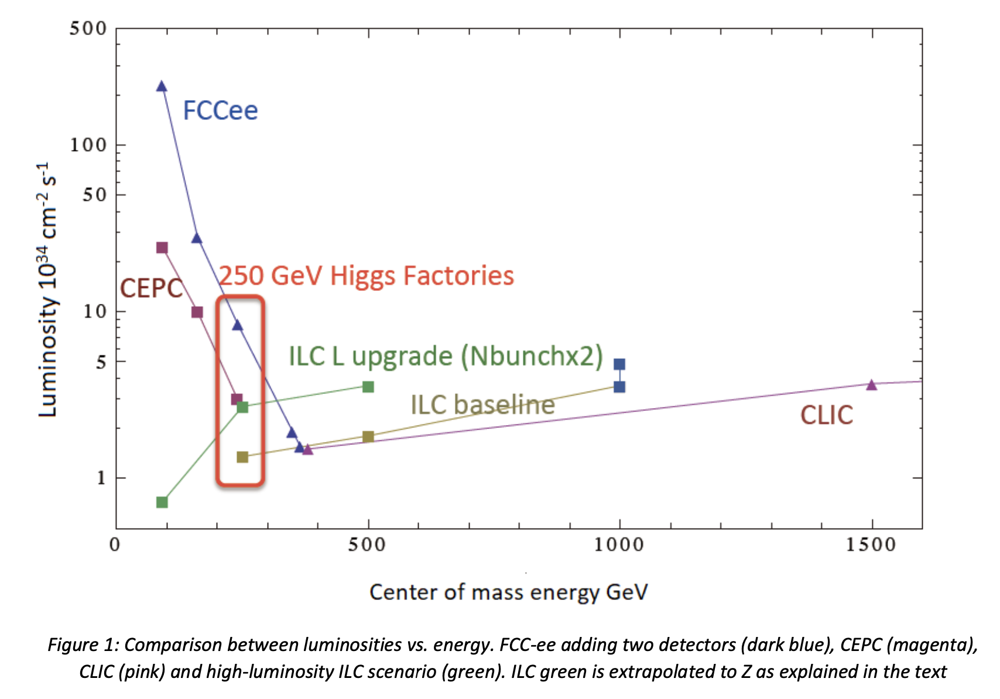 500
FCCee
100
50
Luminosity 10³⁴ cm⁻² s⁻¹
250 GeV Higgs Factories
CEPC
10
ILC L upgrade (Nbunchx2)
5
ILC baseline
CLIC
1
0 500 1000 1500
Center of mass energy GeV
Figure 1: Comparison between luminosities vs. energy. FCC-ee adding two detectors (dark blue), CEPC (magenta),
CLIC (pink) and high-luminosity ILC scenario (green). ILC green is extrapolated to Z as explained in the text